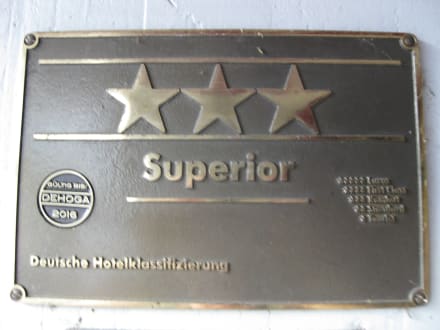 Superior
GÜLTIG BIS:
DEHOGA
2016
Deutsche Hotelklassifizierung